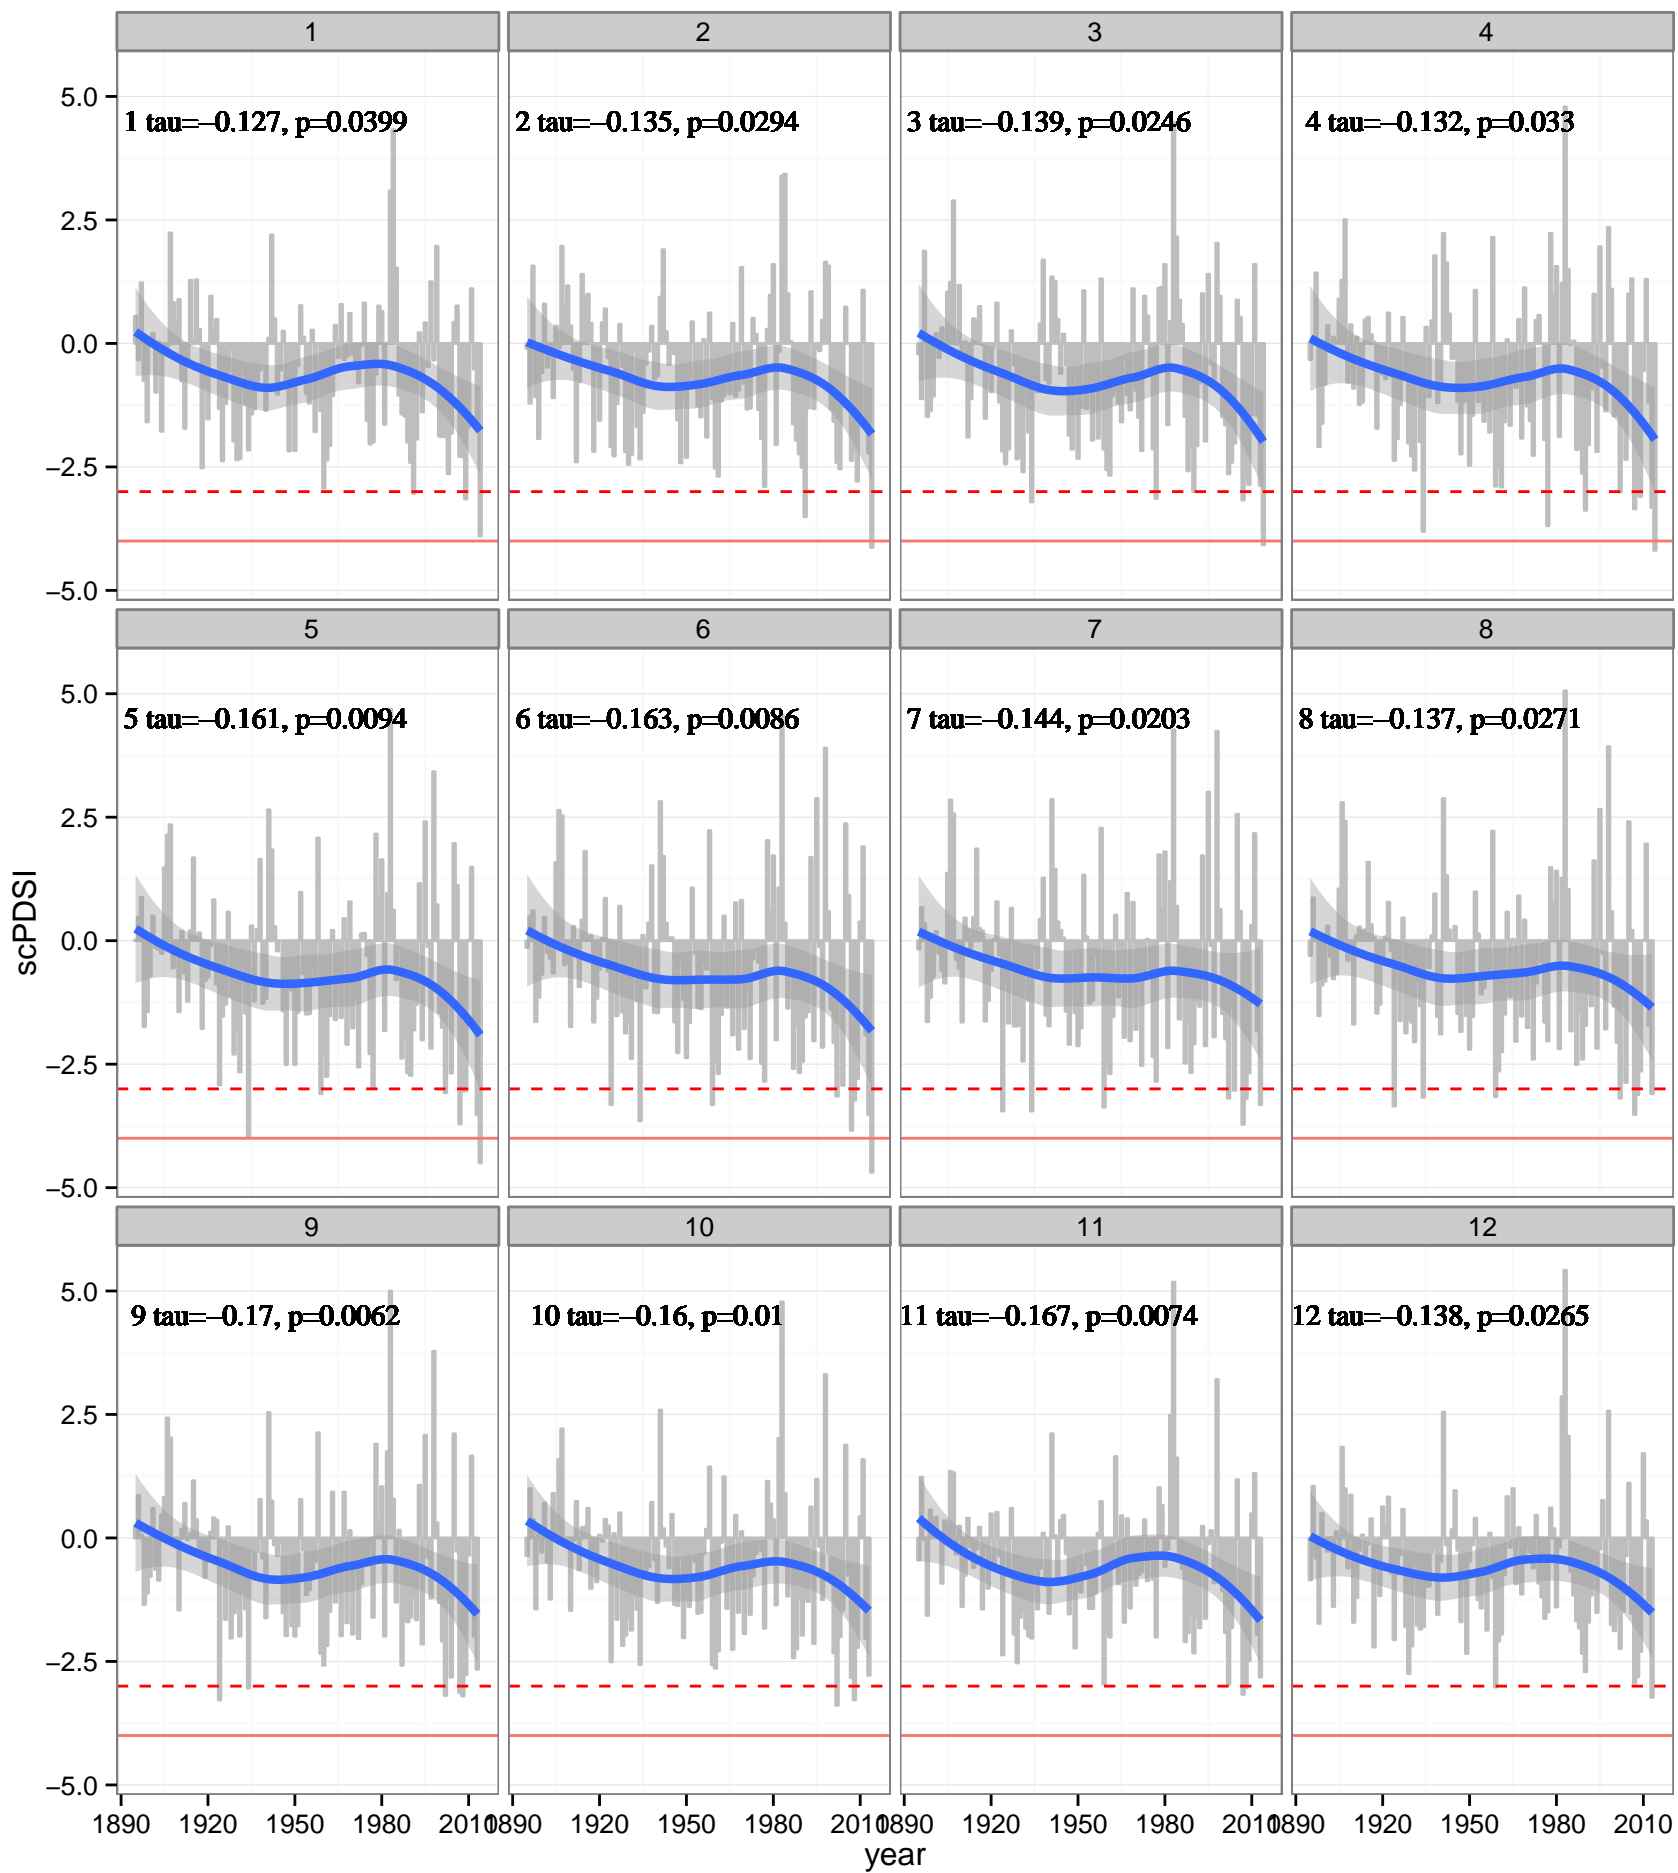 1 2 3 4
5.0
1 tau=−0.127, p=0.0399 2 tau=−0.135, p=0.0294 3 tau=−0.139, p=0.0246 4 tau=−0.132, p=0.033
2.5
0.0
−2.5
−5.0
5 6 7 8
5.0
5 tau=−0.161, p=0.0094 6 tau=−0.163, p=0.0086 7 tau=−0.144, p=0.0203 8 tau=−0.137, p=0.0271
2.5
scPDSI
0.0
−2.5
−5.0
9 10 11 12
5.0
9 tau=−0.17, p=0.0062 10 tau=−0.16, p=0.01 11 tau=−0.167, p=0.0074 12 tau=−0.138, p=0.0265
2.5
0.0
−2.5
−5.0
1890 1920 1950 1980 2010 1890 1920 1950 1980 2010 1890 1920 1950 1980 2010 1890 1920 1950 1980 2010
year